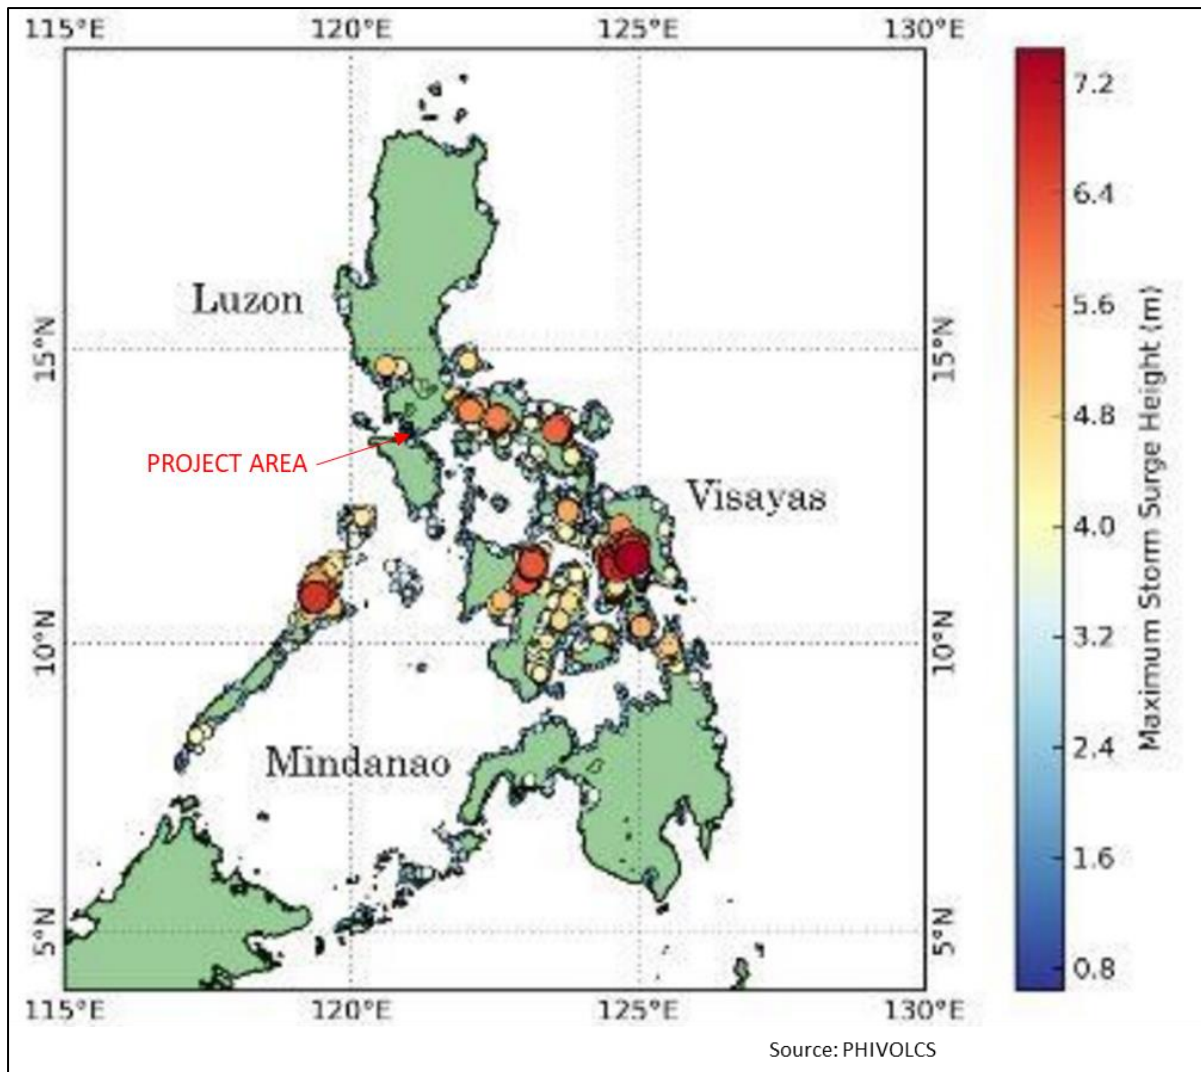 115°E 120°E 125°E 130°E
7.2
6.4
Luzon
5.6
15°N
15°N
4.8
PROJECT AREA
Visayas
4.0
Maximum Storm Surge Height (m)
3.2
10°N
10°N
2.4
Mindanao
1.6
5°N
5°N
0.8
115°E 120°E 125°E 130°E
Source: PHIVOLCS